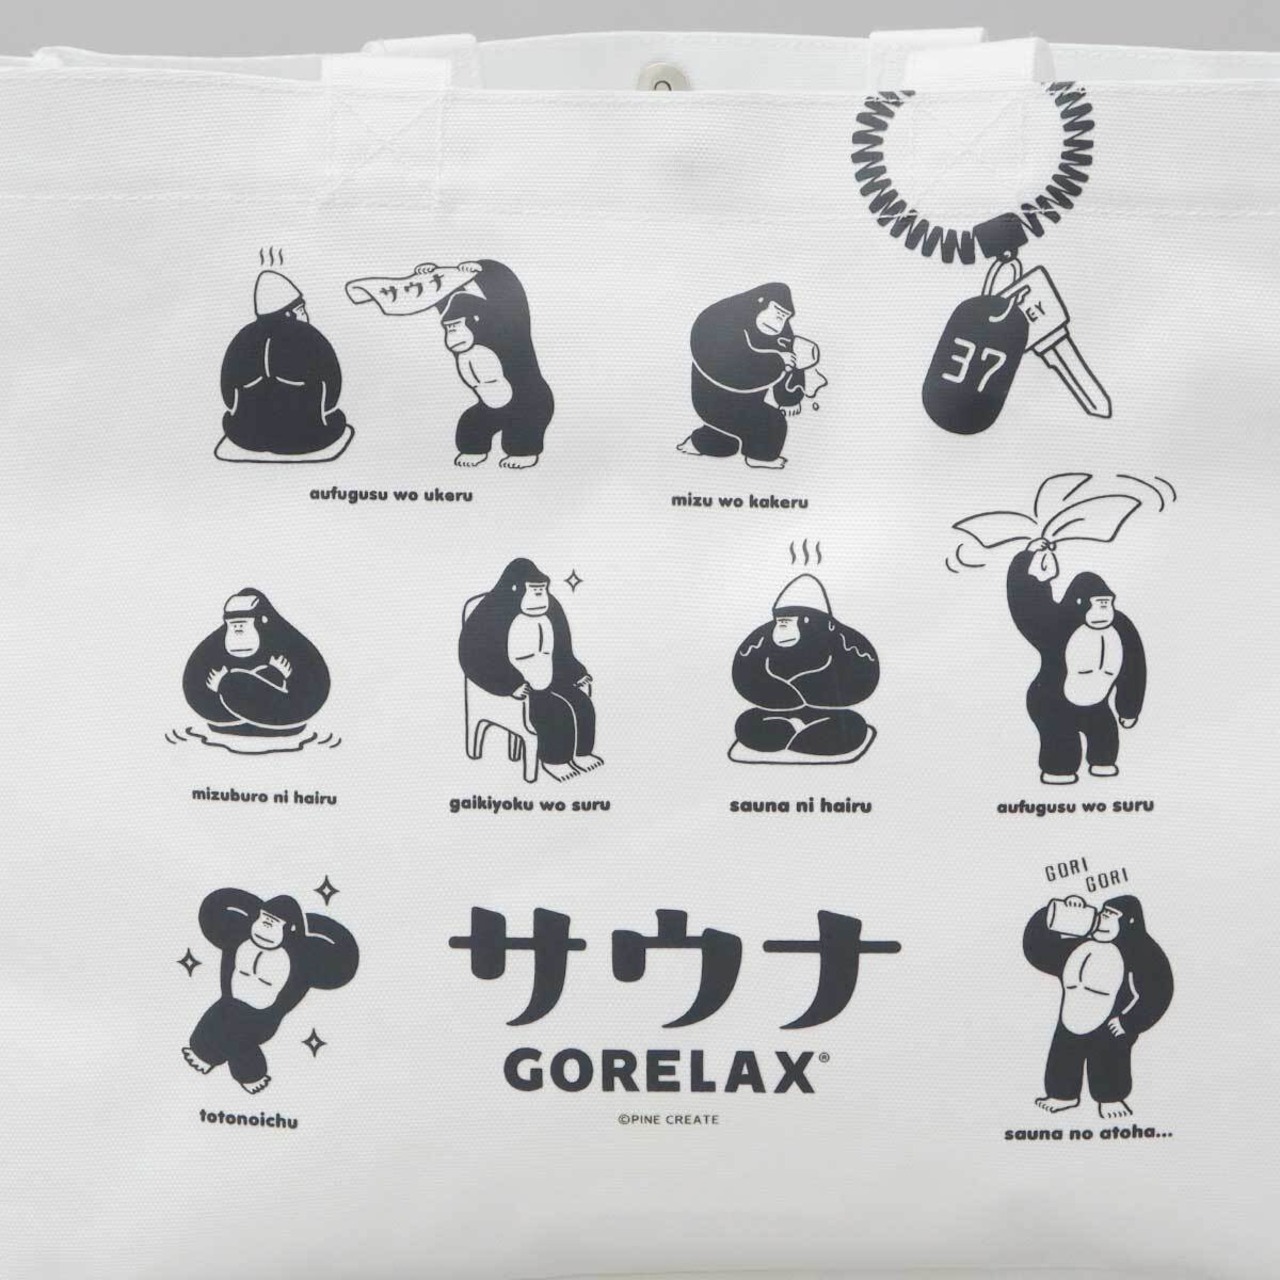 サウナ
EY
37
aufugusu wo ukeru
mizu wo kakeru
mizuburo ni hairu
gaikiyoku wo suru
sauna ni hairu
aufugusu wo suru
GORI
GORI
totonoichu
サウナ
GORELAX®
©PINE CREATE
sauna no atoha...